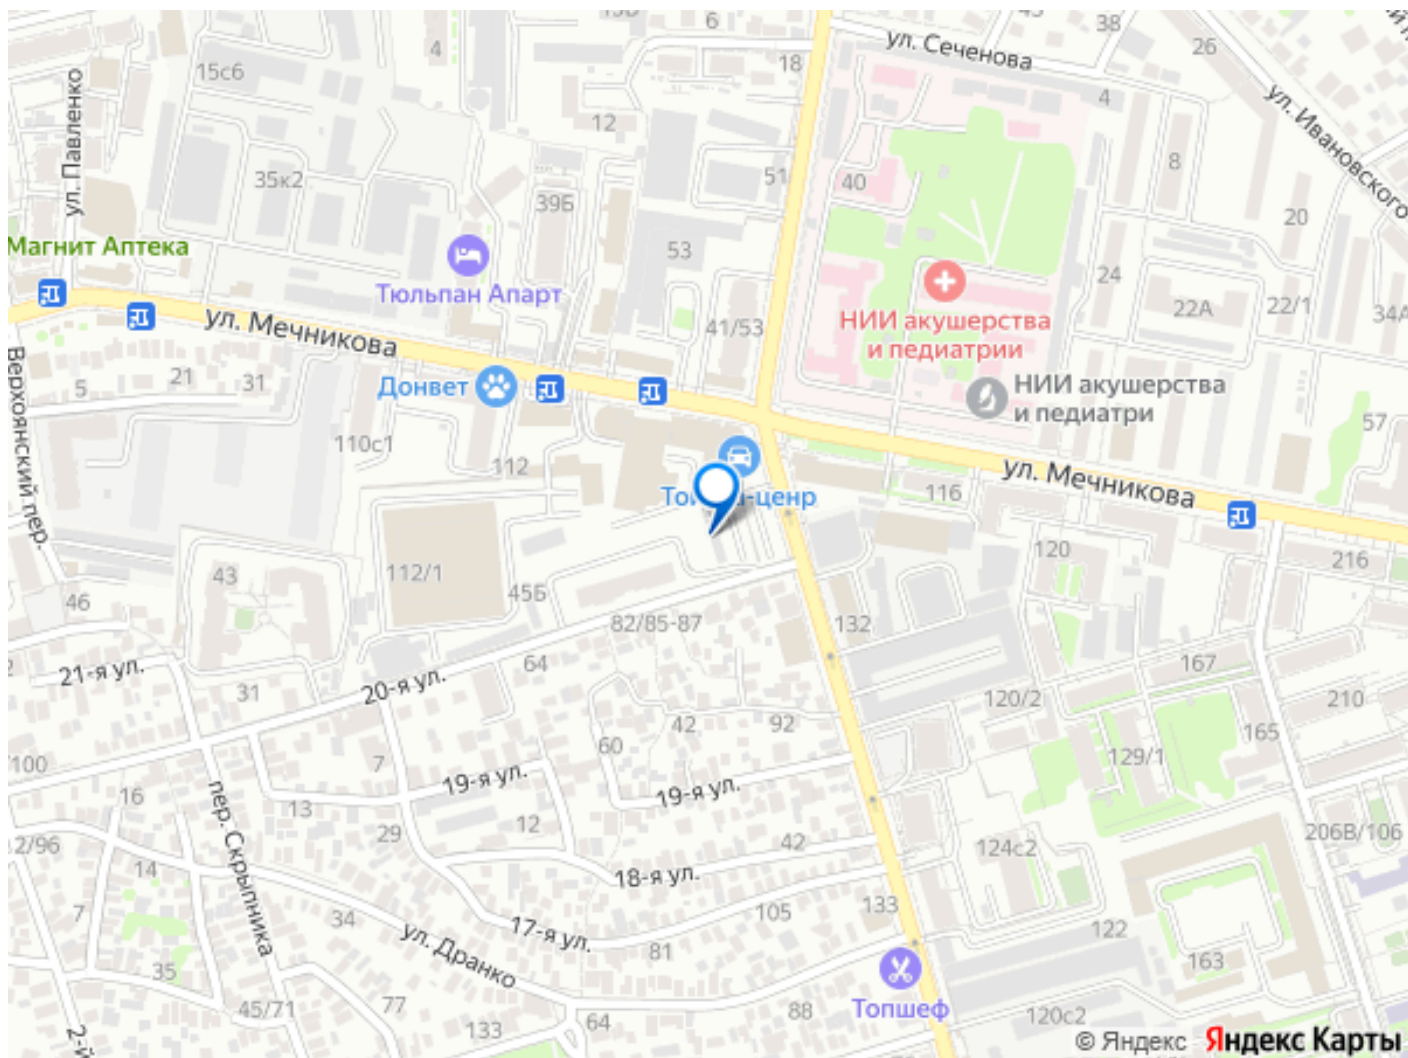 6
38
ул. Сеченова
26
4
18
15с6
4
ул. Павленко
12
ул. Ивановского
8
51
40
35к2
39Б
20
Магнит Аптека
53
24
Тюльпан Апарт
22А
22/1
34А
ул. Мечникова
41/53
НИИ акушерства
и педиатрии
НИИ акушерства
и педиатри
Верхоянский пер.
5
21
31
Донвет
57
110с1
112
116
ул. Мечникова
120
216
43
112/1
45Б
46
82/85-87
132
21-я ул.
64
167
31
20-я ул.
120/2
210
42
92
60
165
/100
7
129/1
19-я ул.
19-я ул.
16
13
пер. Скрыпника
29
12
42
206В/106
2/96
14
124с2
18-я ул.
7
34
17-я ул.
105
133
122
ул. Дранко
81
163
35
45/71
77
88
Топшеф
133
64
120с2
2-й
© Яндекс Яндекс Карты